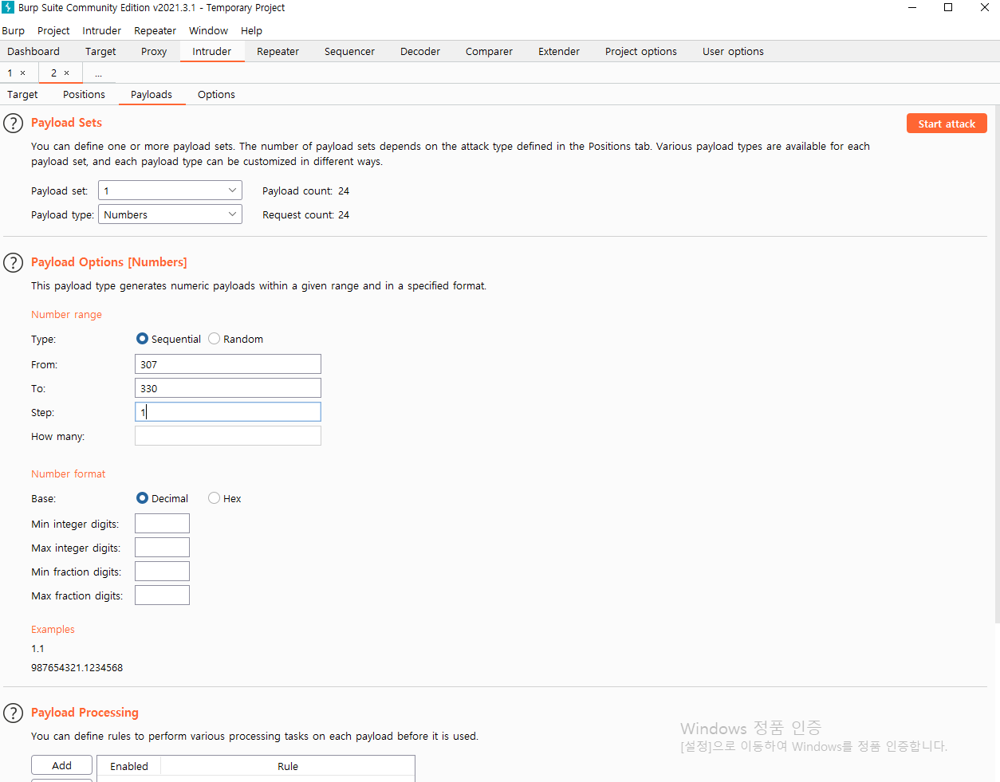 Burp Suite Community Edition v2021.3.1 - Temporary Project
Burp Project Intruder Repeater Window Help
Dashboard Target Proxy Intruder Repeater Sequencer Decoder Comparer Extender Project options User options
1 × 2 × ...
Target Positions Payloads Options
? Payload Sets Start attack
You can define one or more payload sets. The number of payload sets depends on the attack type defined in the Positions tab. Various payload types are available for each
payload set, and each payload type can be customized in different ways.
Payload set: 1 Payload count: 24
Payload type: Numbers Request count: 24
? Payload Options [Numbers]
This payload type generates numeric payloads within a given range and in a specified format.
Number range
Type: Sequential Random
From: 307
To: 330
Step: 1
How many:
Number format
Base: Decimal Hex
Min integer digits:
Max integer digits:
Min fraction digits:
Max fraction digits:
Examples
1.1
987654321.1234568
? Payload Processing
You can define rules to perform various processing tasks on each payload before it is used.
Windows 정품 인증
[설정]으로 이동하여 Windows를 정품 인증합니다.
Add Enabled Rule